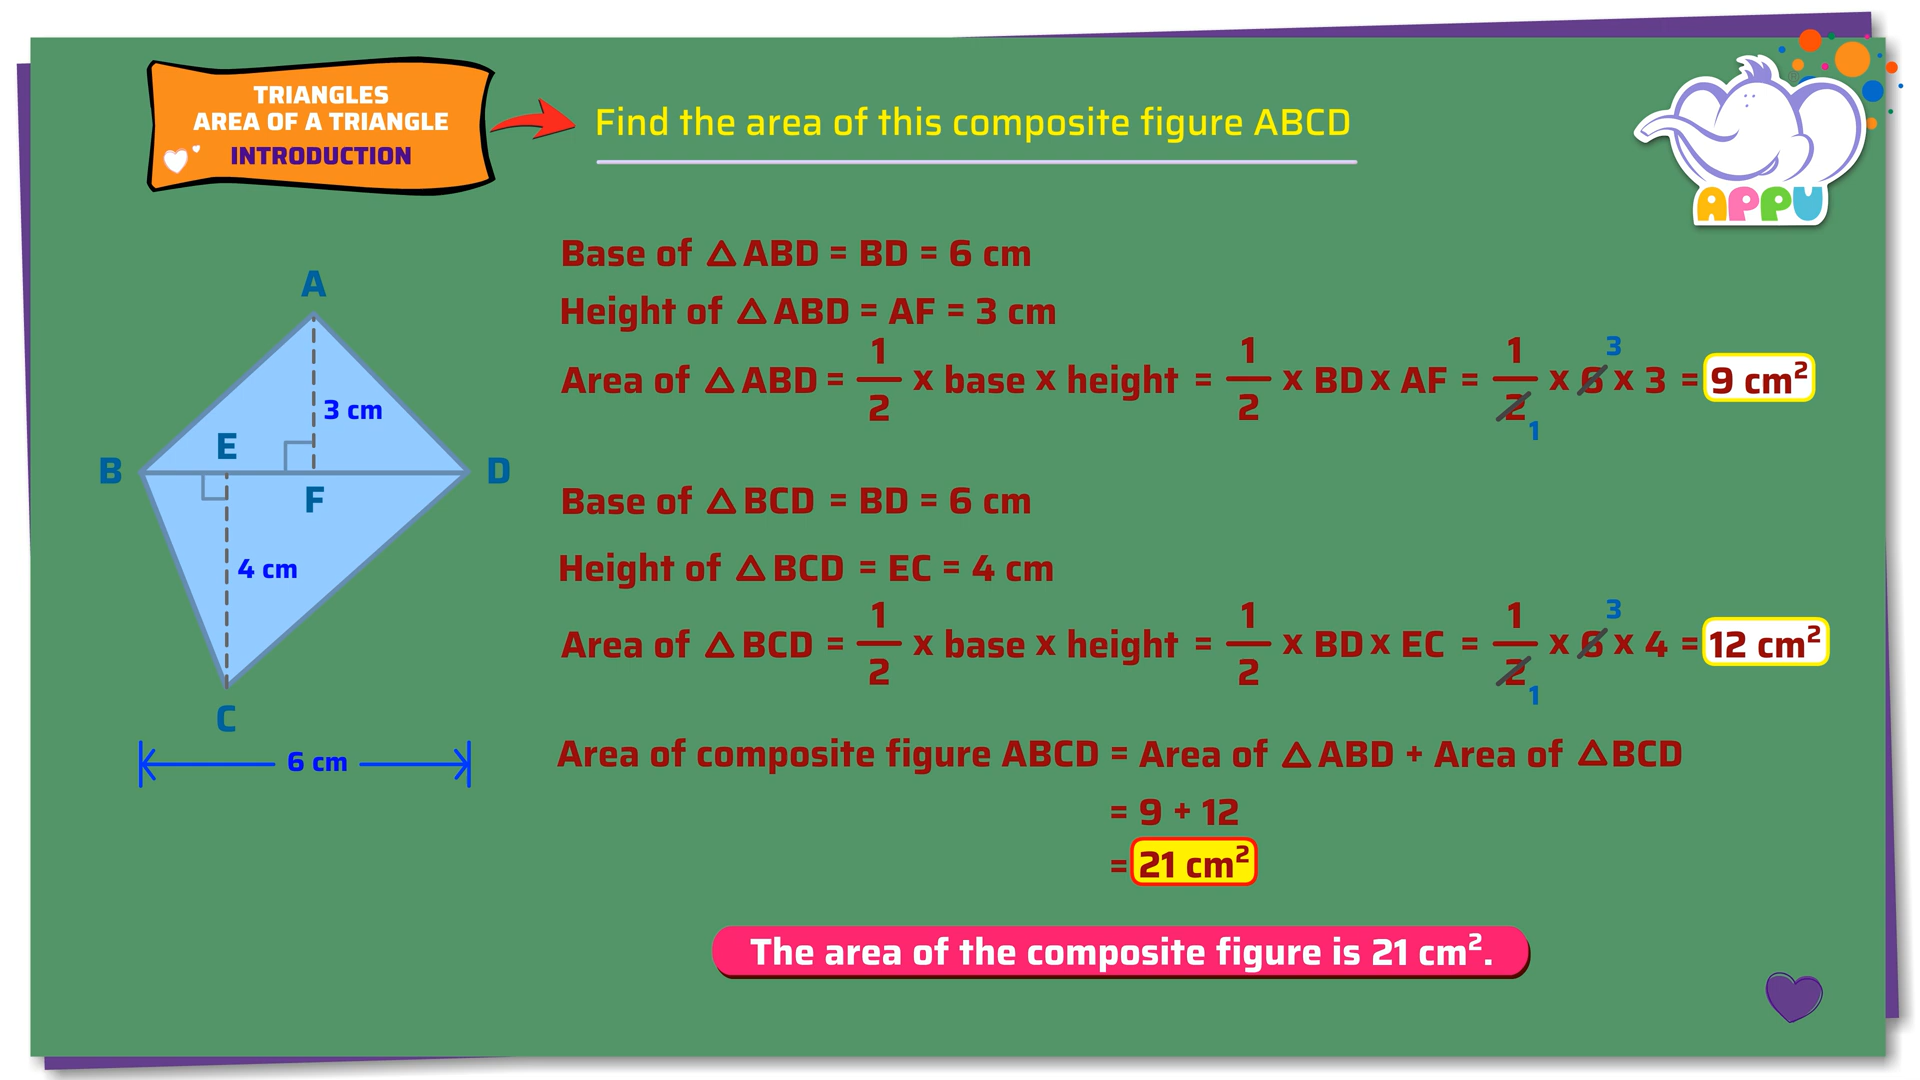 TRIANGLES
AREA OF A TRIANGLE
INTRODUCTION
Find the area of this composite figure ABCD
APPU
A
3 cm
E
B
D
F
4 cm
C
6 cm
Base of △ABD = BD = 6 cm
Height of △ABD = AF = 3 cm
Area of △ABD = 1/2 x base x height = 1/2 x BD x AF = 1/2 x 6 x 3 = 9 cm²
3
1
Base of △BCD = BD = 6 cm
Height of △BCD = EC = 4 cm
Area of △BCD = 1/2 x base x height = 1/2 x BD x EC = 1/2 x 6 x 4 = 12 cm²
3
1
Area of composite figure ABCD = Area of △ABD + Area of △BCD
= 9 + 12
= 21 cm²
The area of the composite figure is 21 cm².